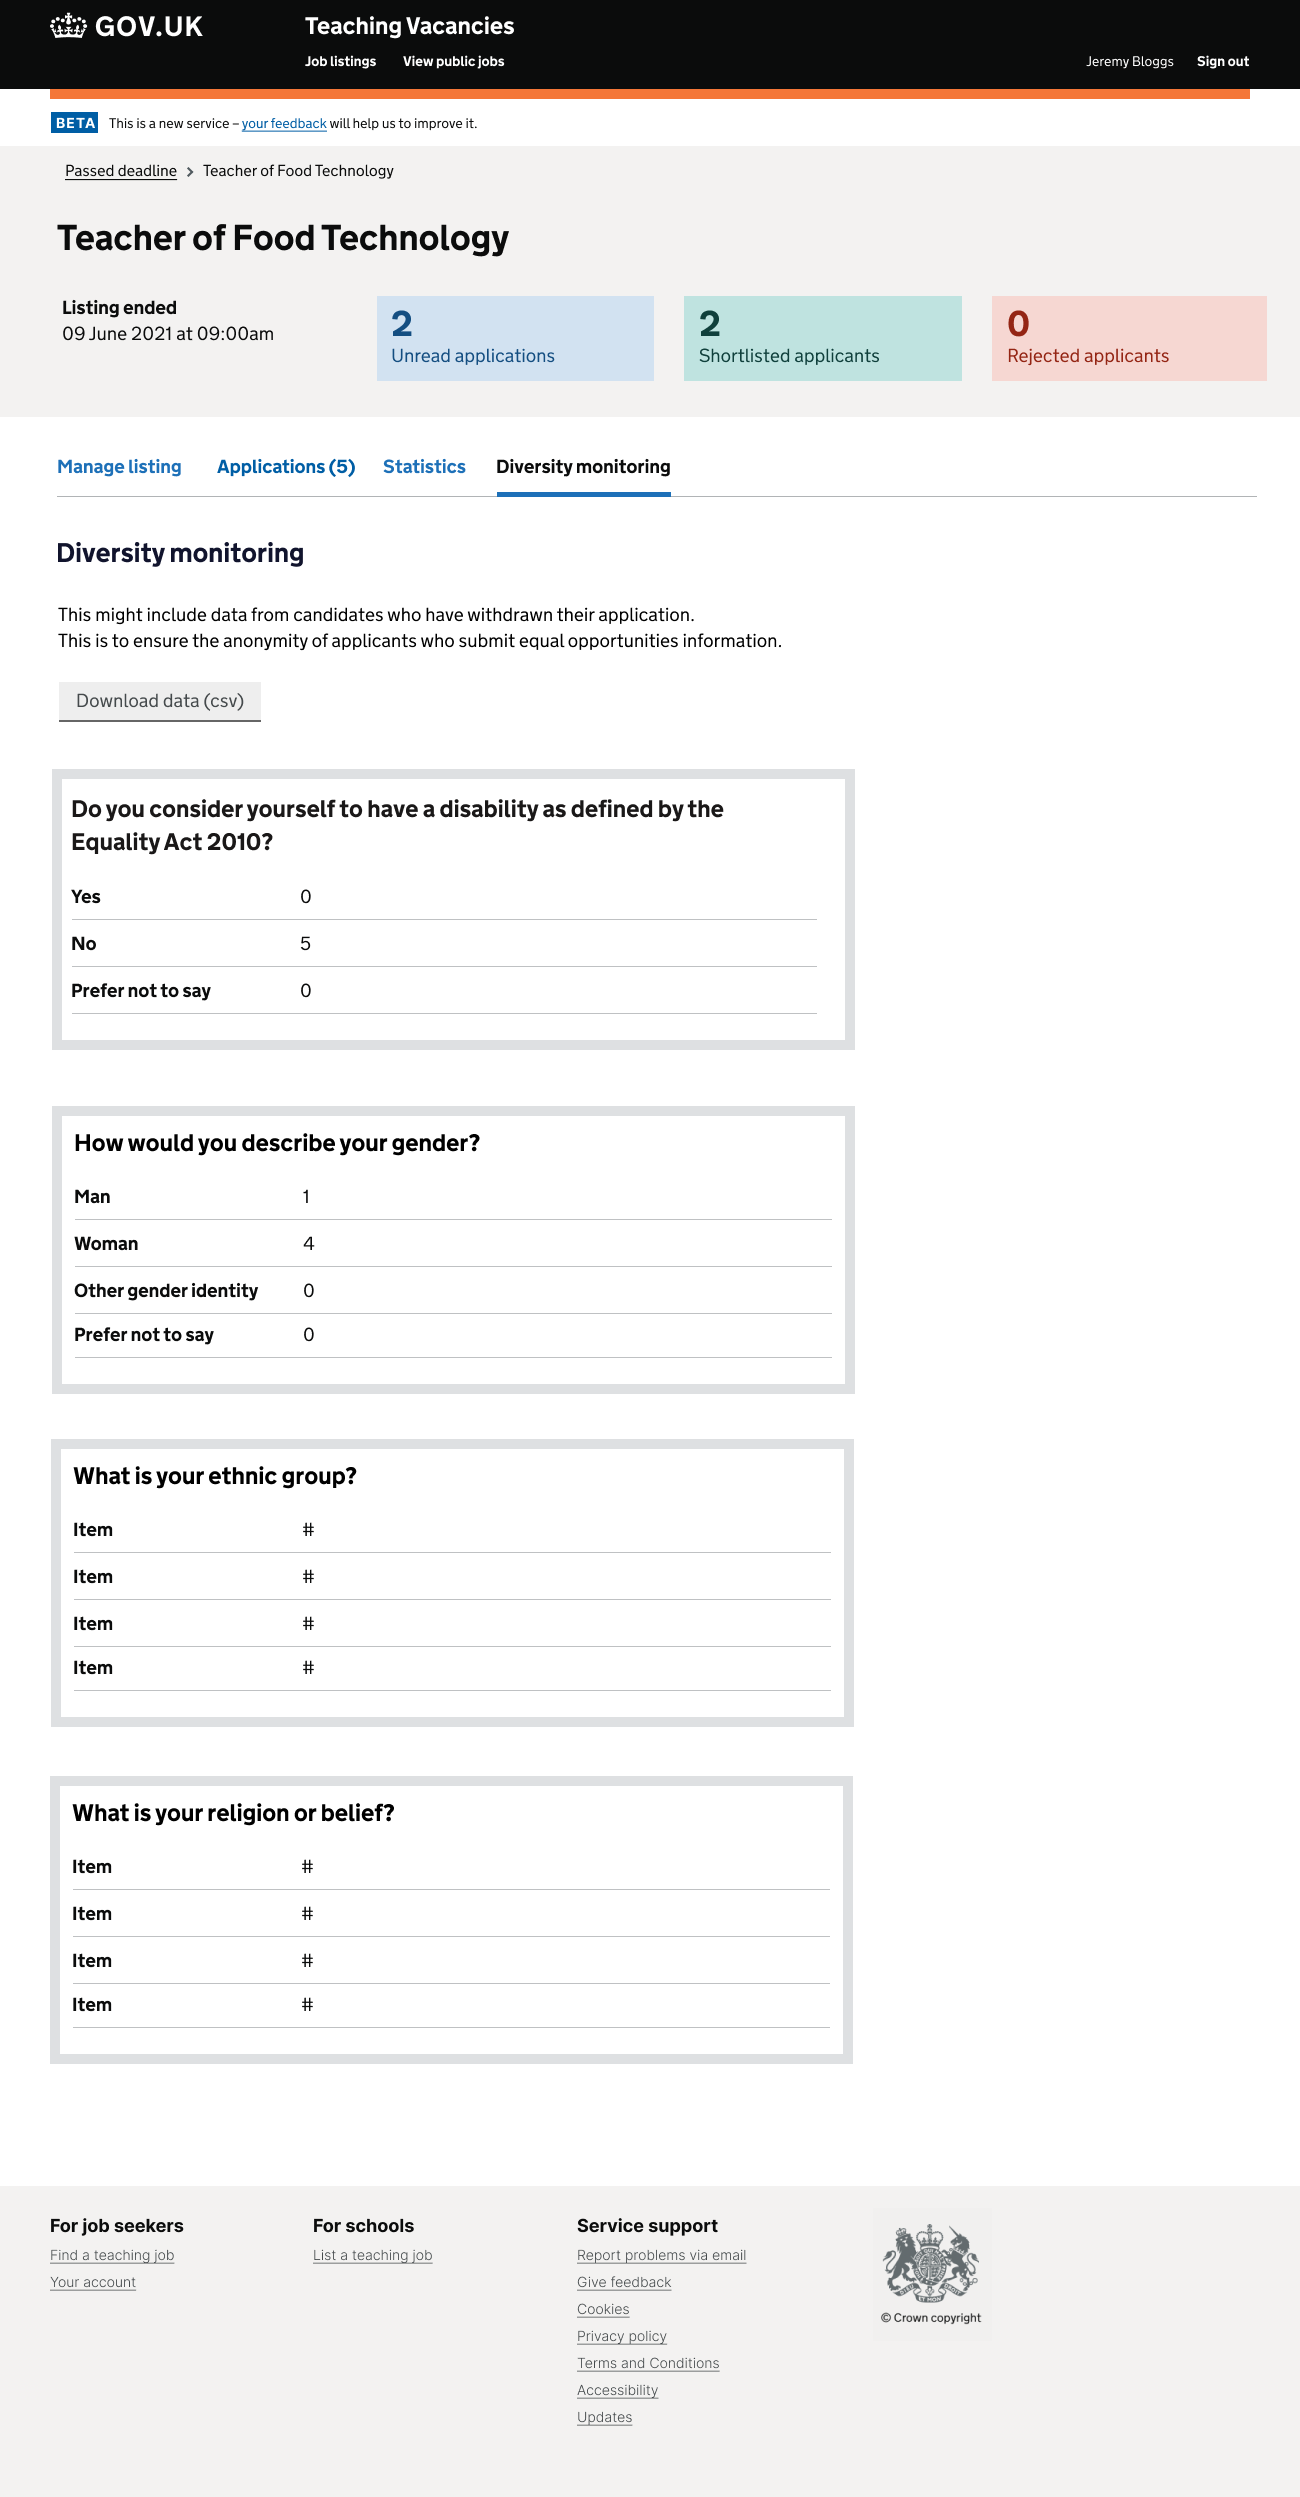 GOV.UK
Teaching Vacancies
Job listings View public jobs Jeremy Bloggs Sign out
BETA This is a new service – your feedback will help us to improve it.
Passed deadline > Teacher of Food Technology
Teacher of Food Technology
Listing ended
09 June 2021 at 09:00am
2
Unread applications
2
Shortlisted applicants
0
Rejected applicants
Manage listing Applications (5) Statistics Diversity monitoring
Diversity monitoring
This might include data from candidates who have withdrawn their application.
This is to ensure the anonymity of applicants who submit equal opportunities information.
Download data (csv)
Do you consider yourself to have a disability as defined by the
Equality Act 2010?
Yes 0
No 5
Prefer not to say 0
How would you describe your gender?
Man 1
Woman 4
Other gender identity 0
Prefer not to say 0
What is your ethnic group?
Item #
Item #
Item #
Item #
What is your religion or belief?
Item #
Item #
Item #
Item #
For job seekers
Find a teaching job
Your account
For schools
List a teaching job
Service support
Report problems via email
Give feedback
Cookies
Privacy policy
Terms and Conditions
Accessibility
Updates
© Crown copyright